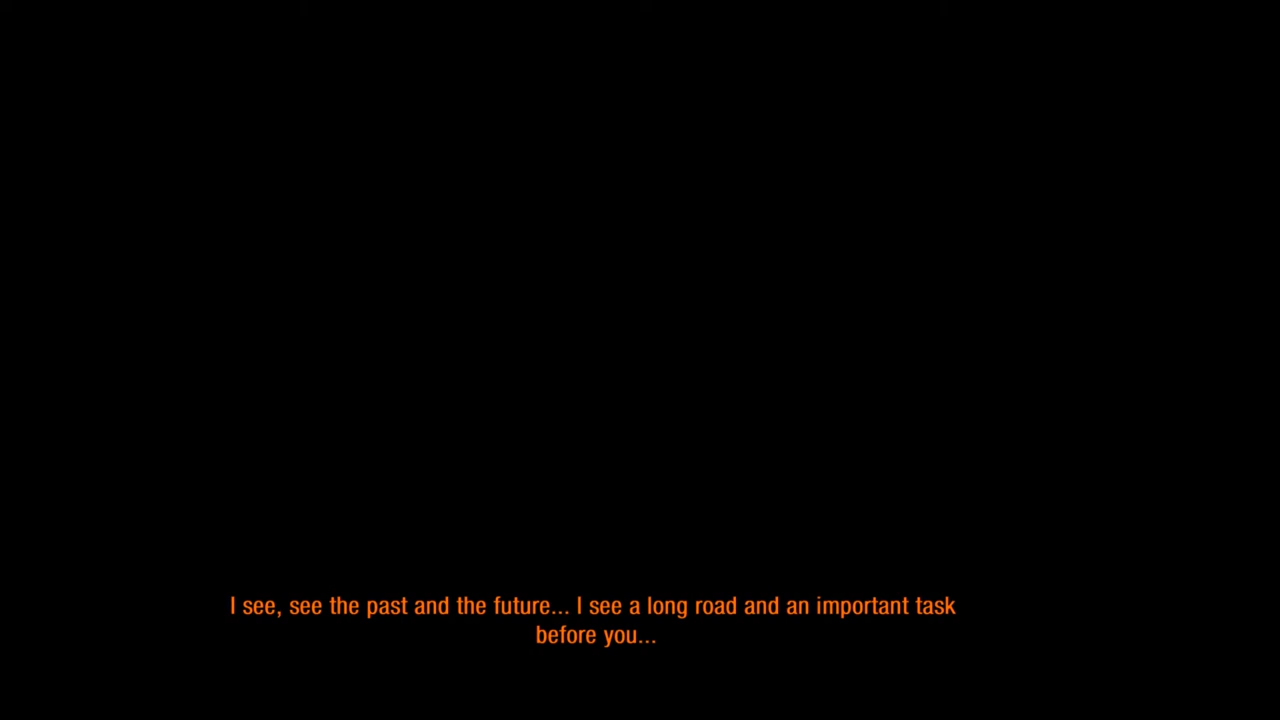 I see, see the past and the future... I see a long road and an important task
before you...